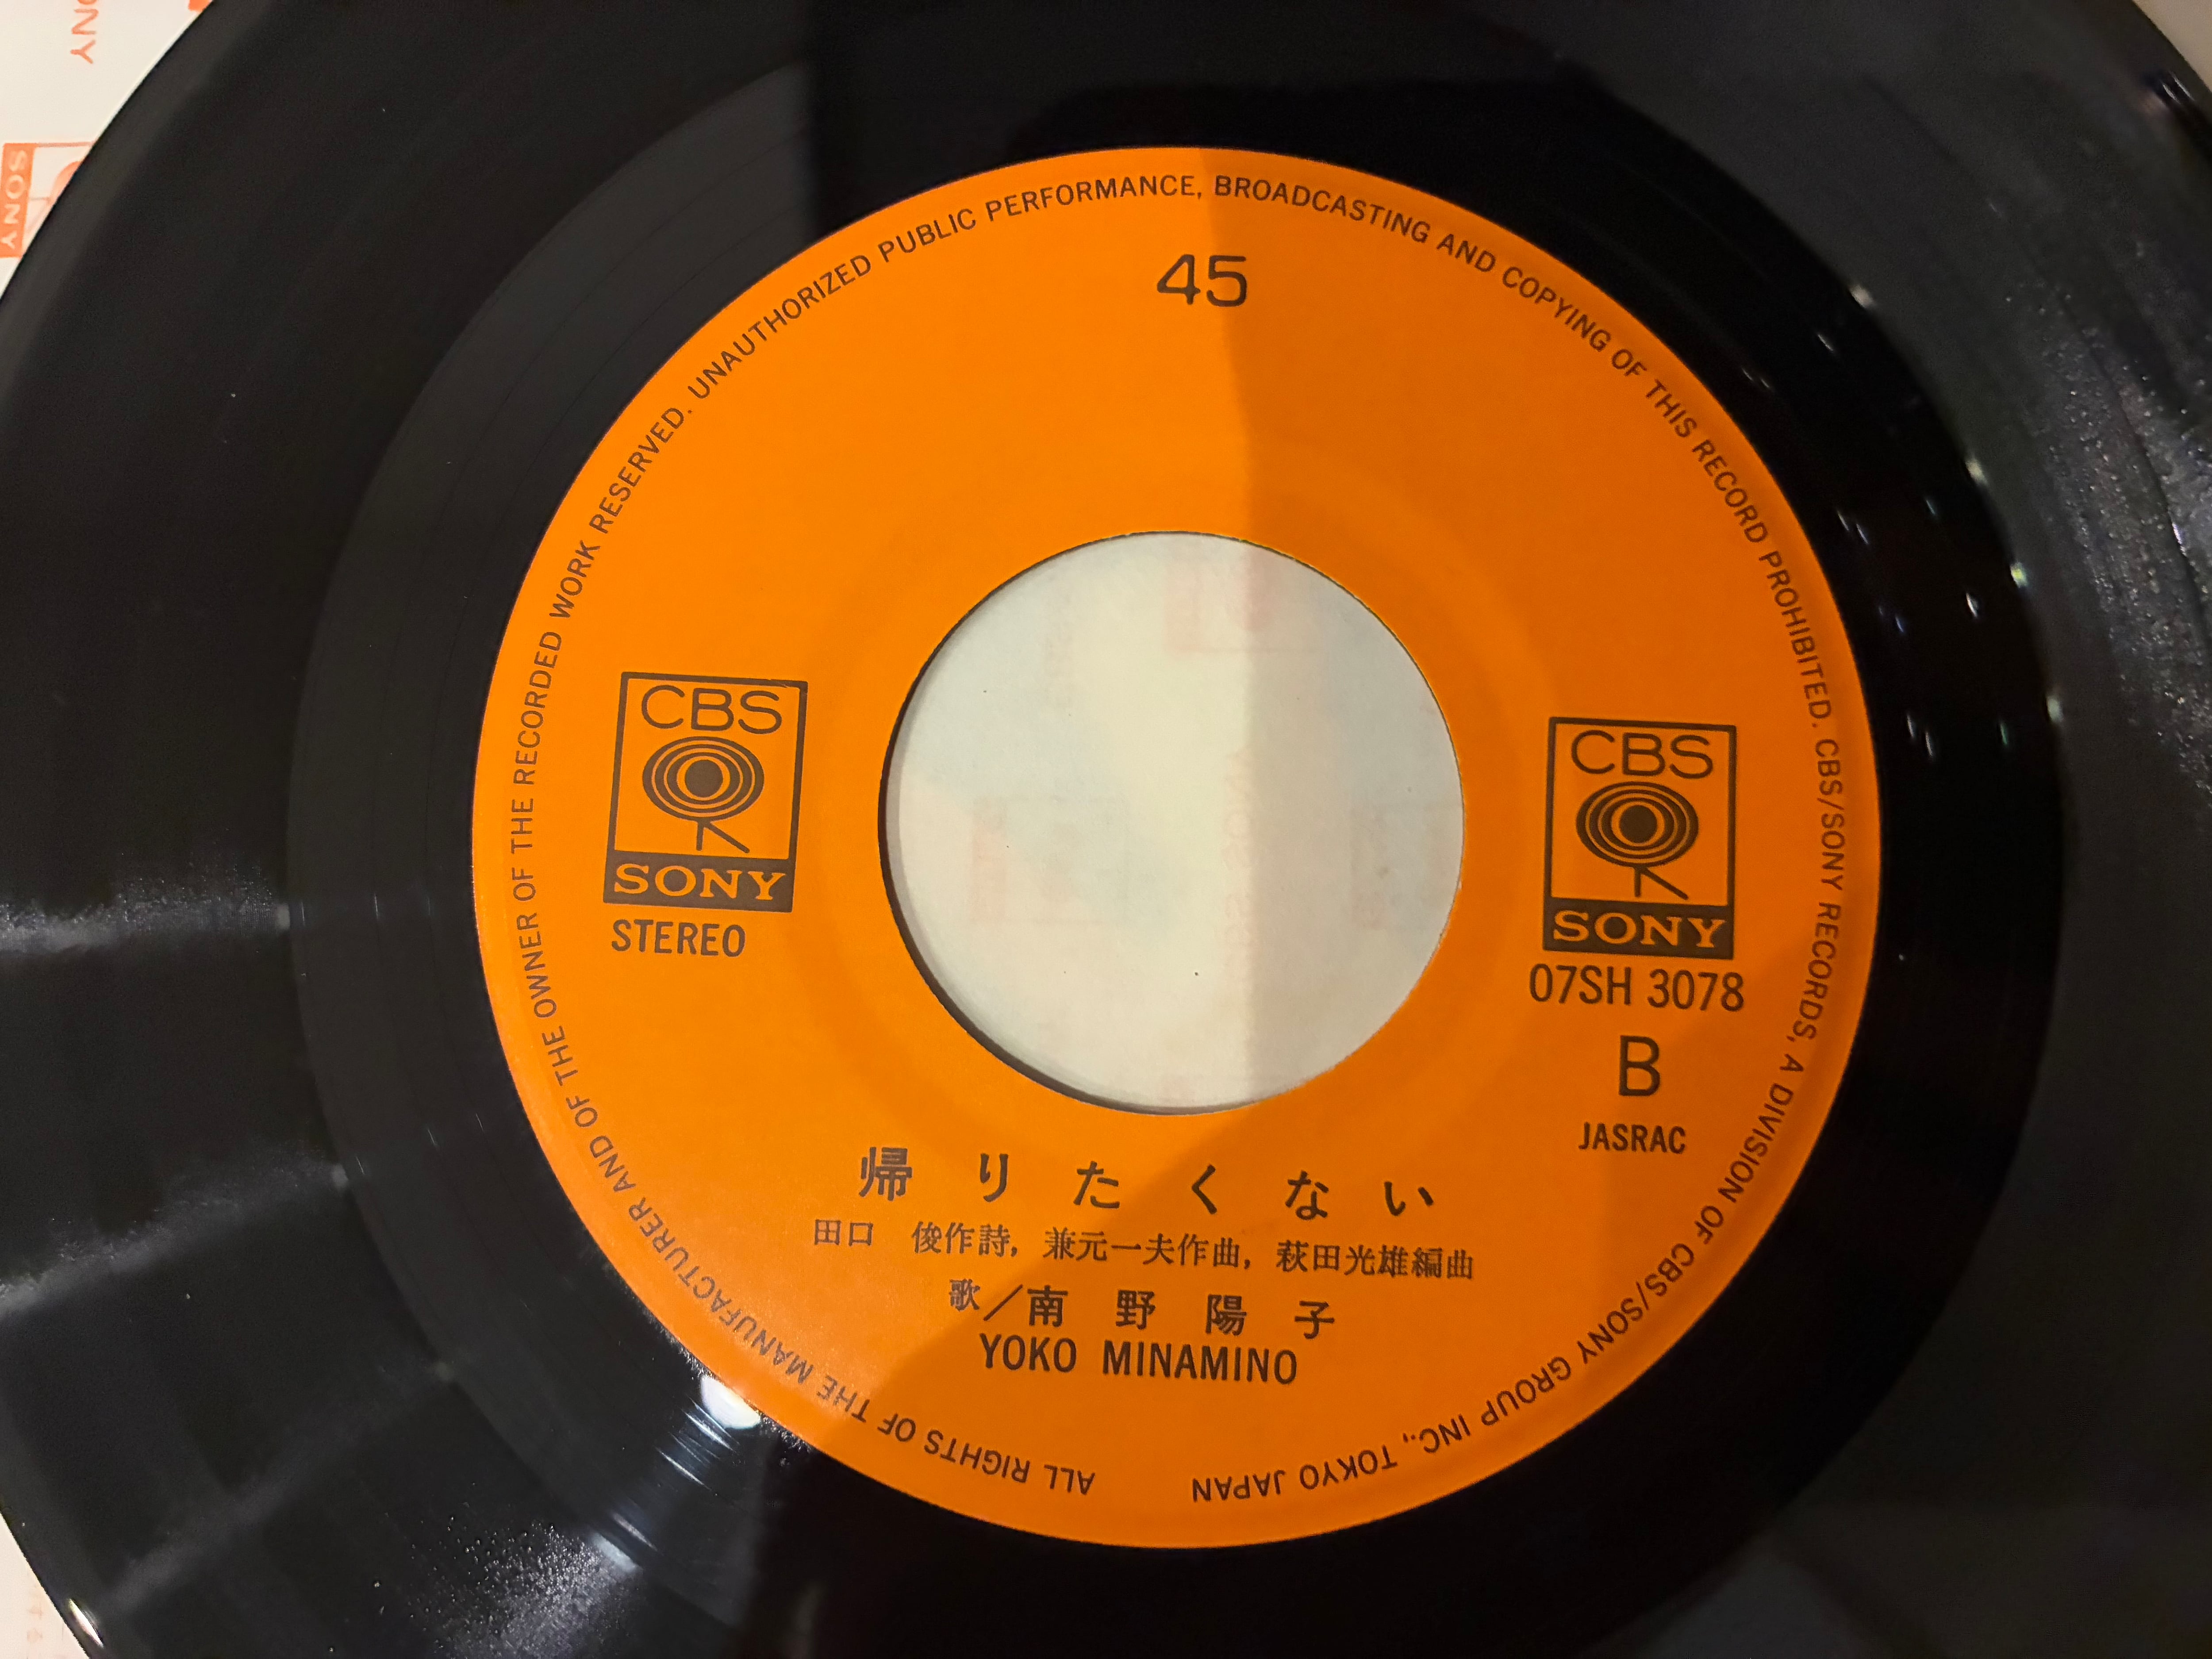 ALL RIGHTS OF THE MANUFACTURER AND OF THE OWNER OF THE RECORDED WORK RESERVED. UNAUTHORIZED PUBLIC PERFORMANCE, BROADCASTING AND COPYING OF THIS RECORD PROHIBITED. CBS/SONY RECORDS, A DIVISION OF CBS/SONY GROUP INC., TOKYO JAPAN
45
CBS
SONY
STEREO
CBS
SONY
07SH 3078
B
JASRAC
帰りたくない
田口 俊作詩, 兼元一夫作曲, 萩田光雄編曲
歌/南野陽子
YOKO MINAMINO
SONY